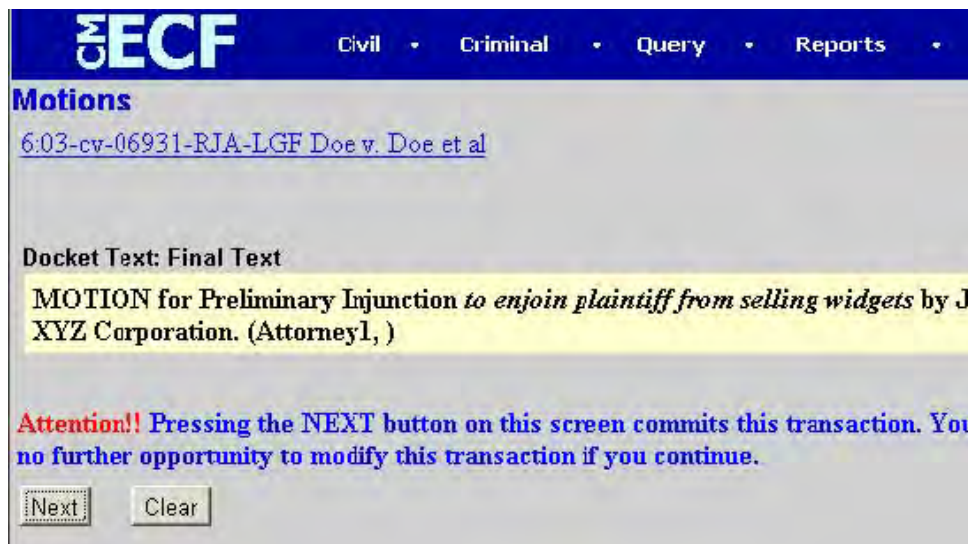 CM ECF Civil • Criminal • Query • Reports •
Motions
6:03-cv-06931-RJA-LGF Doe v. Doe et al
Docket Text: Final Text
MOTION for Preliminary Injunction to enjoin plaintiff from selling widgets by J
XYZ Corporation. (Attorney1, )
Attention!! Pressing the NEXT button on this screen commits this transaction. You
no further opportunity to modify this transaction if you continue.
Next Clear